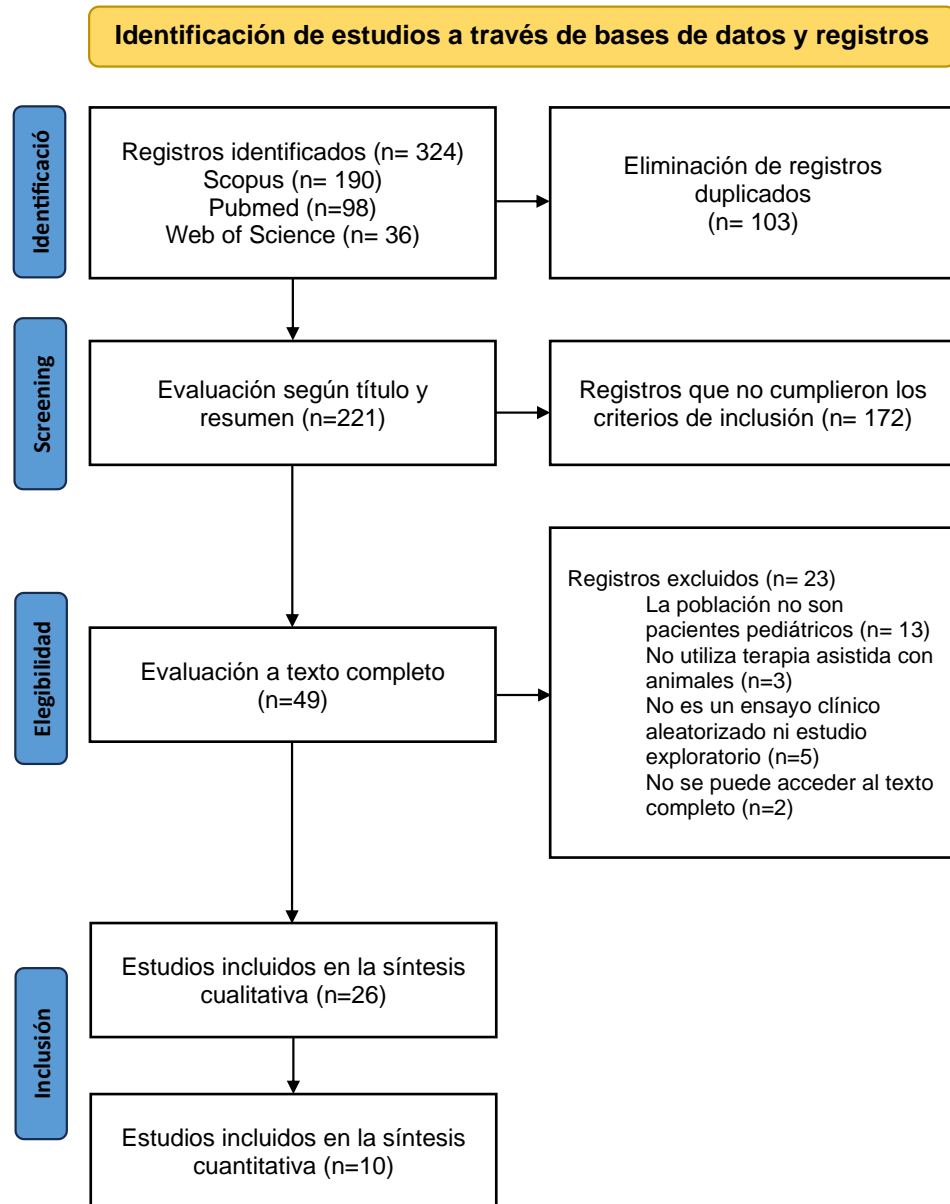 Identificación de estudios a través de bases de datos y registros
Identificació
Registros identificados (n= 324)
Scopus (n= 190)
Pubmed (n=98)
Web of Science (n= 36)
Eliminación de registros
duplicados
(n= 103)
Screening
Evaluación según título y
resumen (n=221)
Registros que no cumplieron los
criterios de inclusión (n= 172)
Elegibilidad
Evaluación a texto completo
(n=49)
Registros excluidos (n= 23)
La población no son
pacientes pediátricos (n= 13)
No utiliza terapia asistida con
animales (n=3)
No es un ensayo clínico
aleatorizado ni estudio
exploratorizo (n=5)
No se puede acceder al texto
completo (n=2)
Inclusión
Estudios incluidos en la síntesis
cualitativa (n=26)
Estudios incluidos en la síntesis
cuantitativa (n=10)